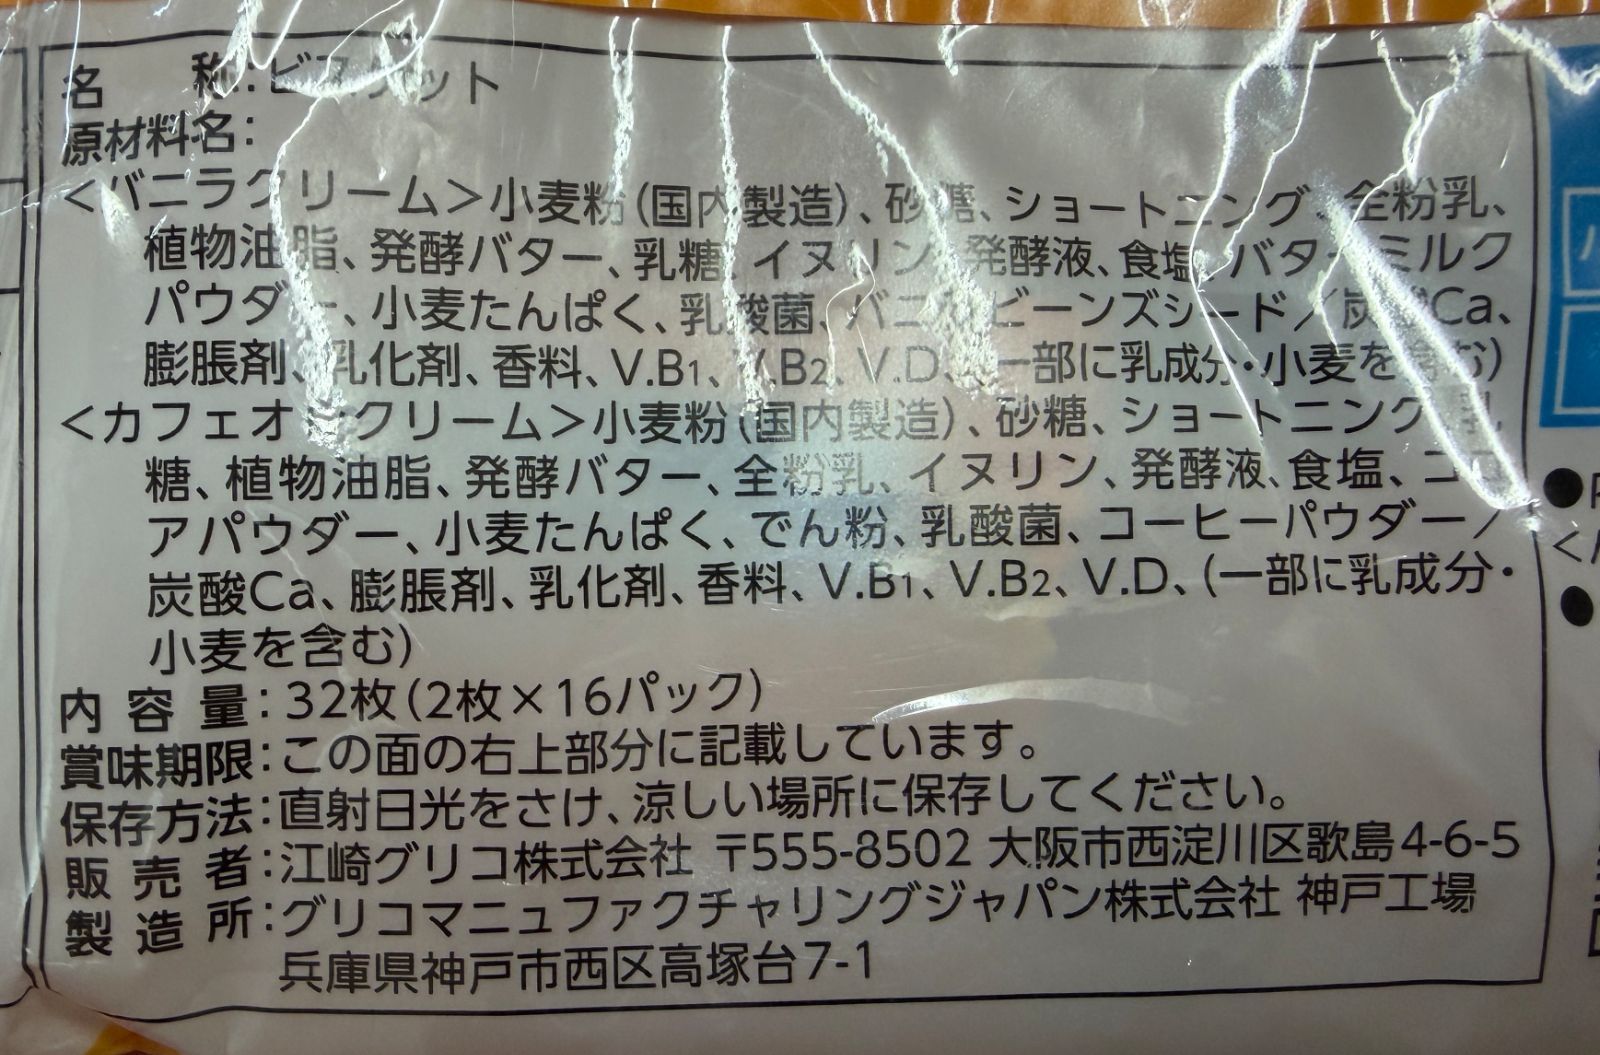 名称:ビスケット
原材料名:
<バニラクリーム>小麦粉(国内製造)、砂糖、ショートニング、全粉乳、
植物油脂、発酵バター、乳糖、イヌリン、発酵液、食塩、バターミルク
パウダー、小麦たんぱく、乳酸菌、バニラビーンズシード/炭酸Ca、
膨脹剤、乳化剤、香料、V.B1、V.B2、V.D、(一部に乳成分・小麦を含む)
<カフェオレクリーム>小麦粉(国内製造)、砂糖、ショートニング、乳
糖、植物油脂、発酵バター、全粉乳、イヌリン、発酵液、食塩、ココ
アパウダー、小麦たんぱく、でん粉、乳酸菌、コーヒーパウダー/
炭酸Ca、膨脹剤、乳化剤、香料、V.B1、V.B2、V.D、(一部に乳成分・
小麦を含む)
内容量:32枚(2枚×16パック)
賞味期限:この面の右上部分に記載しています。
保存方法:直射日光をさけ、涼しい場所に保存してください。
販売者:江崎グリコ株式会社 〒555-8502 大阪市西淀川区歌島4-6-5
製造所:グリコマニュファクチャリングジャパン株式会社 神戸工場
兵庫県神戸市西区高塚台7-1